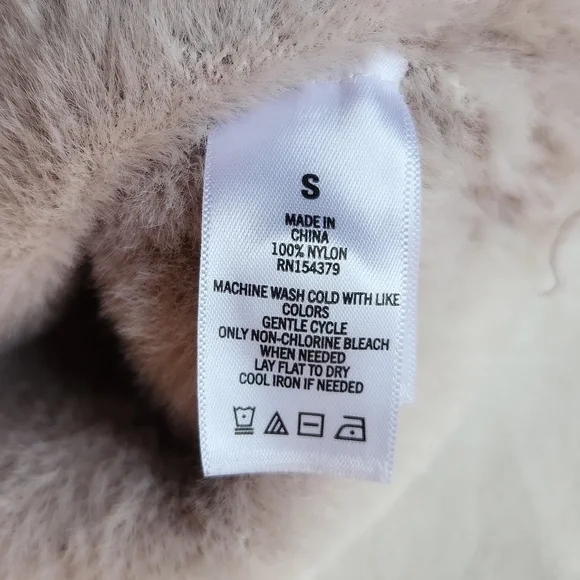 S
MADE IN
CHINA
100% NYLON
RN154379
MACHINE WASH COLD WITH LIKE
COLORS
GENTLE CYCLE
ONLY NON-CHLORINE BLEACH
WHEN NEEDED
LAY FLAT TO DRY
COOL IRON IF NEEDED